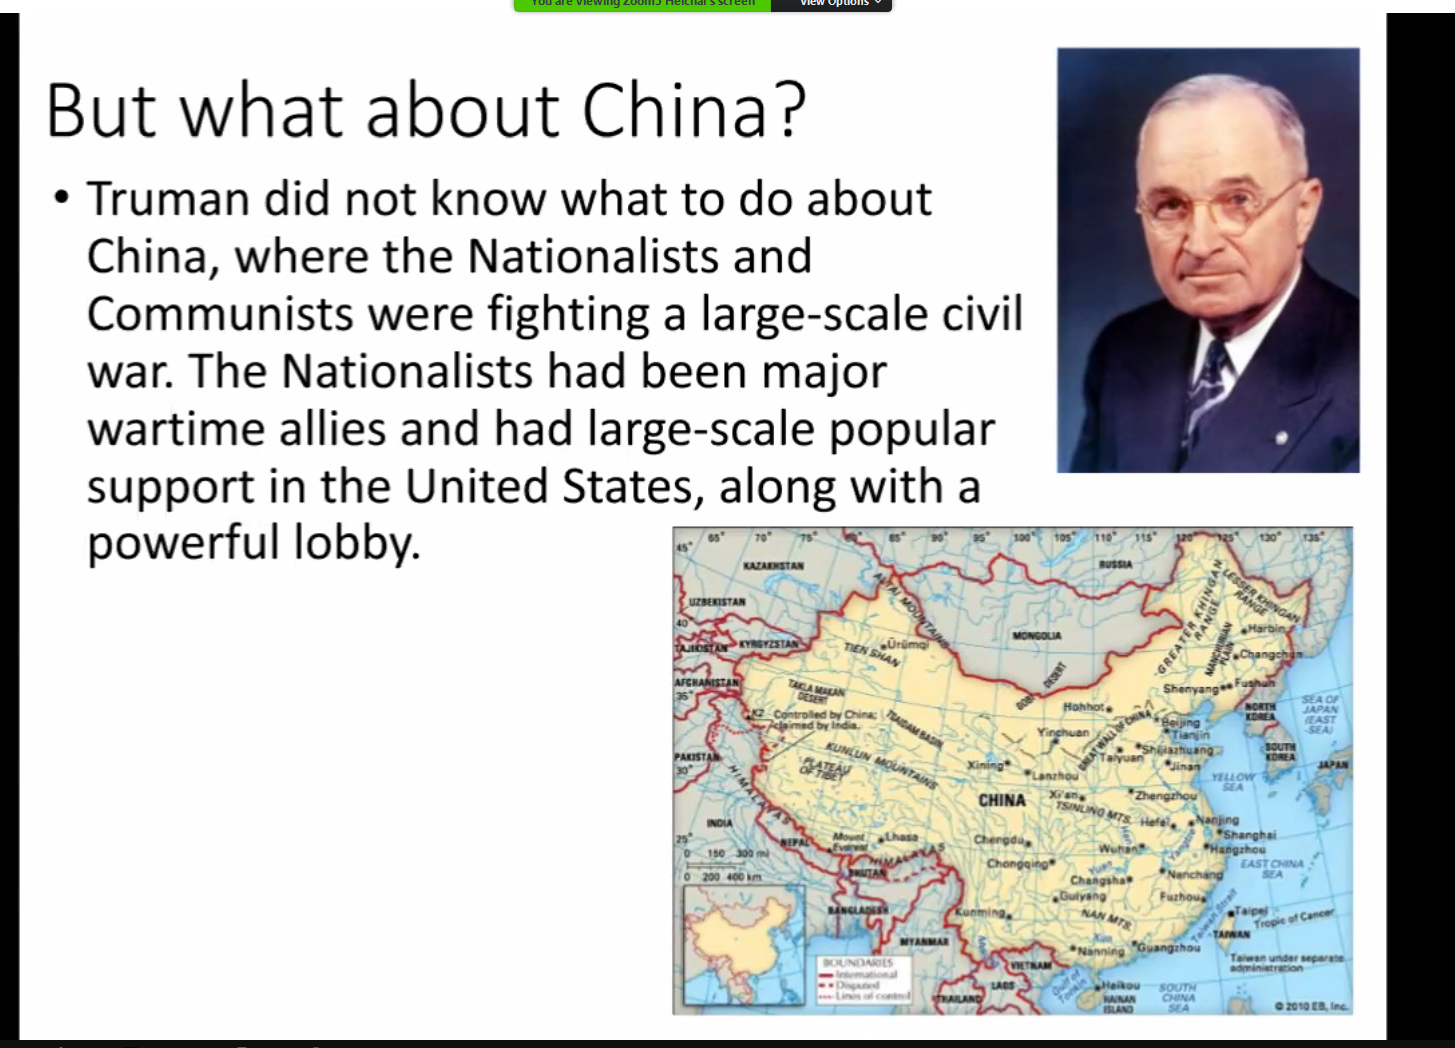 You are viewing Zoom5 Heichal's screen
View Options
But what about China?
• Truman did not know what to do about
China, where the Nationalists and
Communists were fighting a large-scale civil
war. The Nationalists had been major
wartime allies and had large-scale popular
support in the United States, along with a
powerful lobby.
65° 70° 75° 80° 85° 90° 95° 100° 105° 110° 115° 120° 125° 130° 135°
45°
KAZAKHSTAN
RUSSIA
ALTAI MOUNTAINS
GREATER KHINGAN
RANGE
LESSER KHINGAN
RANGE
UZBEKISTAN
40°
MONGOLIA
Harbin
TAJIKISTAN
KYRGYZSTAN
TIEN SHAN
Ürümqi
MANCHURIAN
PLAIN
Changchun
AFGHANISTAN
35°
TAKLA MAKAN
DESERT
GOBI DESERT
Shenyang
Fushun
K2
Controlled by China;
claimed by India.
TSAIDAM BASIN
Hohhot
GREAT WALL OF CHINA
Beijing
Tianjin
NORTH
KOREA
SEA OF
JAPAN
(EAST
SEA)
Yinchuan
Shijiazhuang
Taiyuan
SOUTH
KOREA
JAPAN
PAKISTAN
30°
KUNLUN MOUNTAINS
PLATEAU
OF TIBET
Xining
Lanzhou
Jinan
YELLOW
SEA
HIMALAYAS
CHINA
Xi'an
TSINLING MTS.
Zhengzhou
INDIA
Hefei
Nanjing
Shanghai
25°
NEPAL
Mount
Everest
Lhasa
Chengdu
Wuhan
Yangtze
Hangzhou
0 150 300 mi
0 200 400 km
HIMALAYAS
BHUTAN
Chongqing
Yuan
Changsha
Nanchang
EAST CHINA
SEA
Guiyang
Fuzhou
BANGLADESH
Kunming
NAN MTS.
Taiwan Strait
Taipei
Tropic of Cancer
TAIWAN
MYANMAR
Xi
Nanning
Guangzhou
Taiwan under separate
administration
BOUNDARIES
International
Disputed
Lines of control
VIETNAM
LAOS
THAILAND
Gulf of
Tonkin
Haikou
HAINAN
ISLAND
SOUTH
CHINA
SEA
© 2010 EB, Inc.